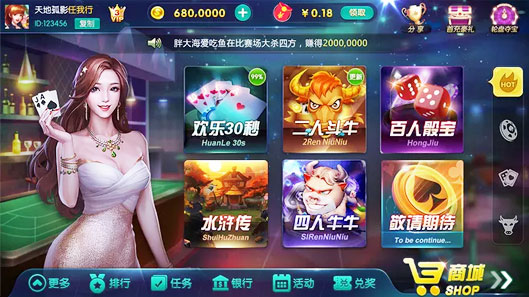 天地孤影任我行
ID:123456
复制
680,0000
¥ 0.18
领取
分享
首充豪礼
轮盘夺宝
胖大海爱吃鱼在比赛场大杀四方，赚得2000,0000
99%
更新
HOT
欢乐30秒
HuanLe 30s
二人斗牛
2Ren NiuNiu
百人骰宝
HongJiu
水浒传
ShuiHuZhuan
四人牛牛
SIRenNiuNiu
敬请期待
To be continue...
更多
排行
任务
银行
活动
兑奖
商城
SHOP